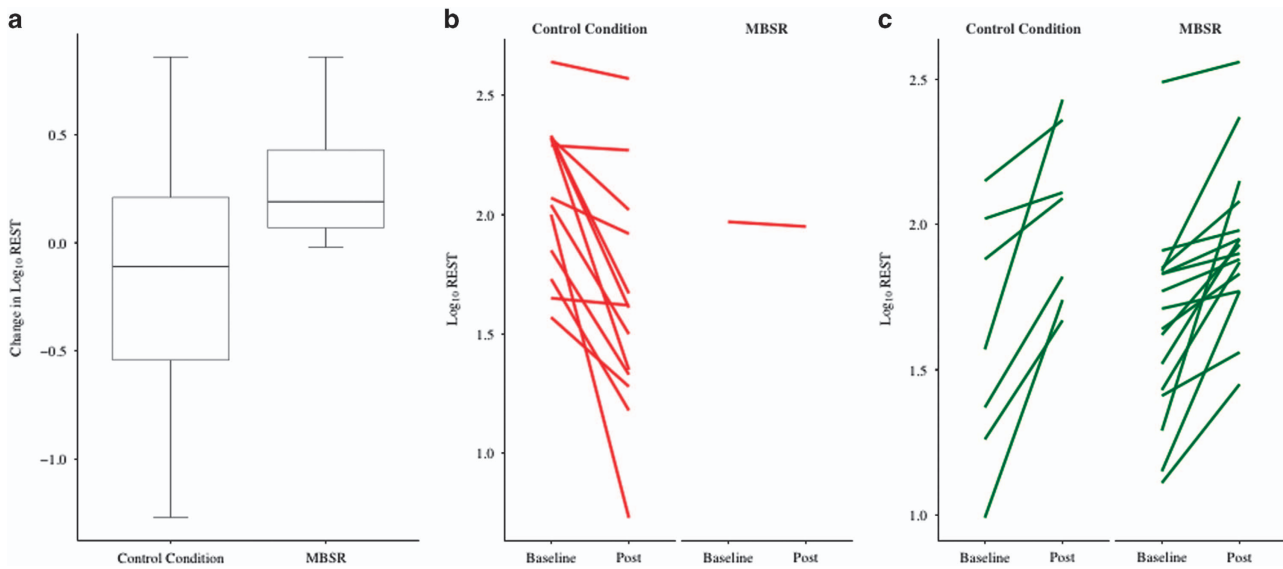 a
Change in Log10 REST
0.5
0.0
−0.5
−1.0
Control Condition
MBSR
b
Control Condition
MBSR
Log10 REST
2.5
2.0
1.5
1.0
Baseline
Post
Baseline
Post
c
Control Condition
MBSR
Log10 REST
2.5
2.0
1.5
1.0
Baseline
Post
Baseline
Post